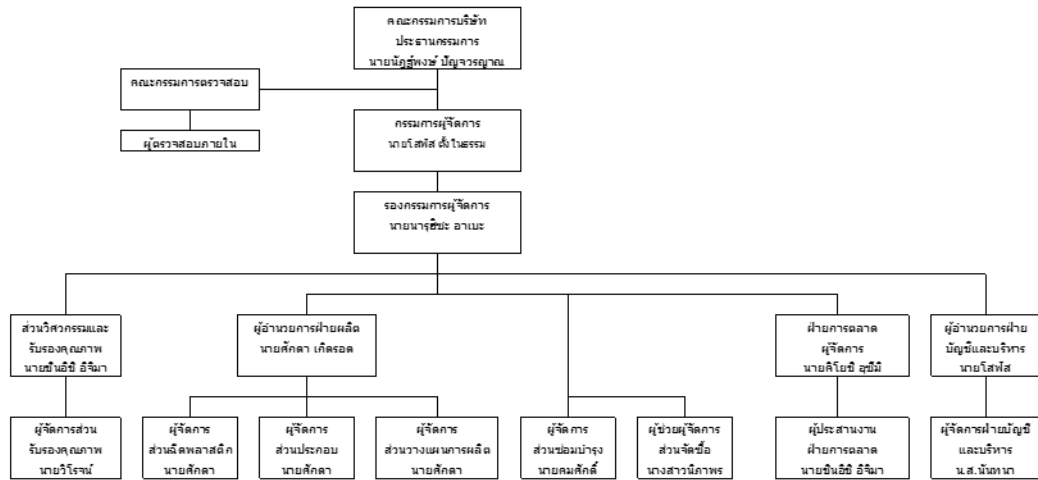 คณะกรรมการบริษัท
ประธานกรรมการ
นายนัฎฐ์พงษ์ ปัญจวรญาณ
คณะกรรมการตรวจสอบ
ผู้ตรวจสอบภายใน
กรรมการผู้จัดการ
นายโสฬส ตั้งในธรรม
รองกรรมการผู้จัดการ
นายนารุฮิซะ อาเบะ
ส่วนวิศวกรรมและ
รับรองคุณภาพ
นายชินอิชิ อิจิมา
ผู้อำนวยการฝ่ายผลิต
นายศักดา เกิดรอด
ฝ่ายการตลาด
ผู้จัดการ
นายคิโยชิ อุชิมิ
ผู้อำนวยการฝ่าย
บัญชีและบริหาร
นายโสฬส
ผู้จัดการส่วน
รับรองคุณภาพ
นายวิโรจน์
ผู้จัดการ
ส่วนฉีดพลาสติค
นายศักดา
ผู้จัดการ
ส่วนประกอบ
นายศักดา
ผู้จัดการ
ส่วนวางแผนการผลิต
นายศักดา
ผู้จัดการ
ส่วนซ่อมบำรุง
นายคมศักดิ์
ผู้ช่วยผู้จัดการ
ส่วนจัดซื้อ
นางสาวนิภาพร
ผู้ประสานงาน
ฝ่ายการตลาด
นายชินอิชิ อิจิมา
ผู้จัดการฝ่ายบัญชี
และบริหาร
น.ส.นันทนา